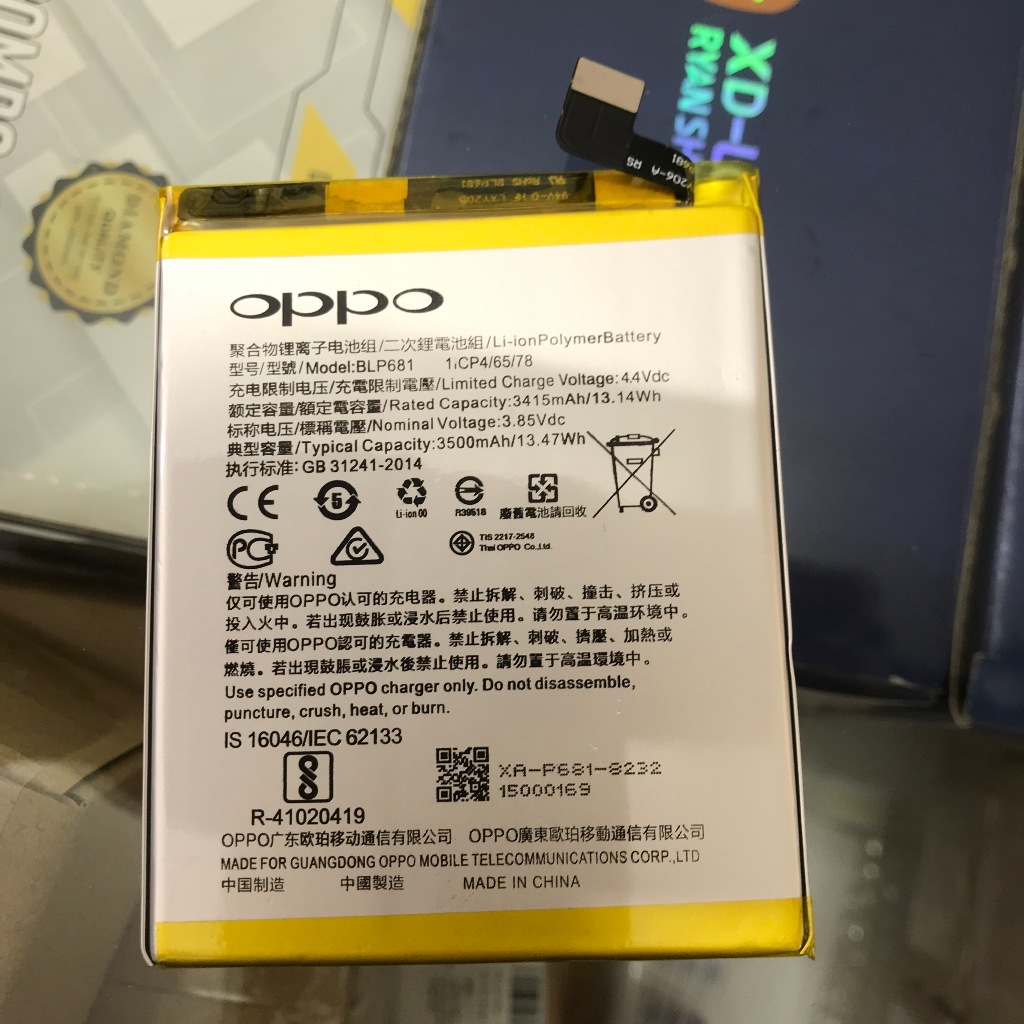 XD-
RYANSH
DIAMOND
QUALITY
206-A RS
oppo
聚合物锂离子电池组/二次鋰電池組/Li-ionPolymerBattery
型号/型號/Model:BLP681 1iCP4/65/78
充电限制电压/充電限制電壓/Limited Charge Voltage:4.4Vdc
额定容量/額定電容量/Rated Capacity:3415mAh/13.14Wh
标称电压/標稱電壓/Nominal Voltage:3.85Vdc
典型容量/Typical Capacity:3500mAh/13.47Wh
执行标准:GB 31241-2014
CE 5 Li-ion 00 R39518 廢舊電池請回收
PC TIS 2217-2548
Thai OPPO Co.,Ltd.
警告/Warning
仅可使用OPPO认可的充电器。禁止拆解、刺破、撞击、挤压或
投入火中。若出现鼓胀或浸水后禁止使用。请勿置于高温环境中。
僅可使用OPPO認可的充電器。禁止拆解、刺破、擠壓、加熱或
燃燒。若出現鼓脹或浸水後禁止使用。請勿置于高溫環境中。
Use specified OPPO charger only. Do not disassemble,
puncture, crush, heat, or burn.
IS 16046/IEC 62133
XA-P681-8232
15000169
R-41020419
OPPO广东欧珀移动通信有限公司 OPPO廣東歐珀移動通信有限公司
MADE FOR GUANGDONG OPPO MOBILE TELECOMMUNICATIONS CORP.,LTD
中国制造 中國製造 MADE IN CHINA